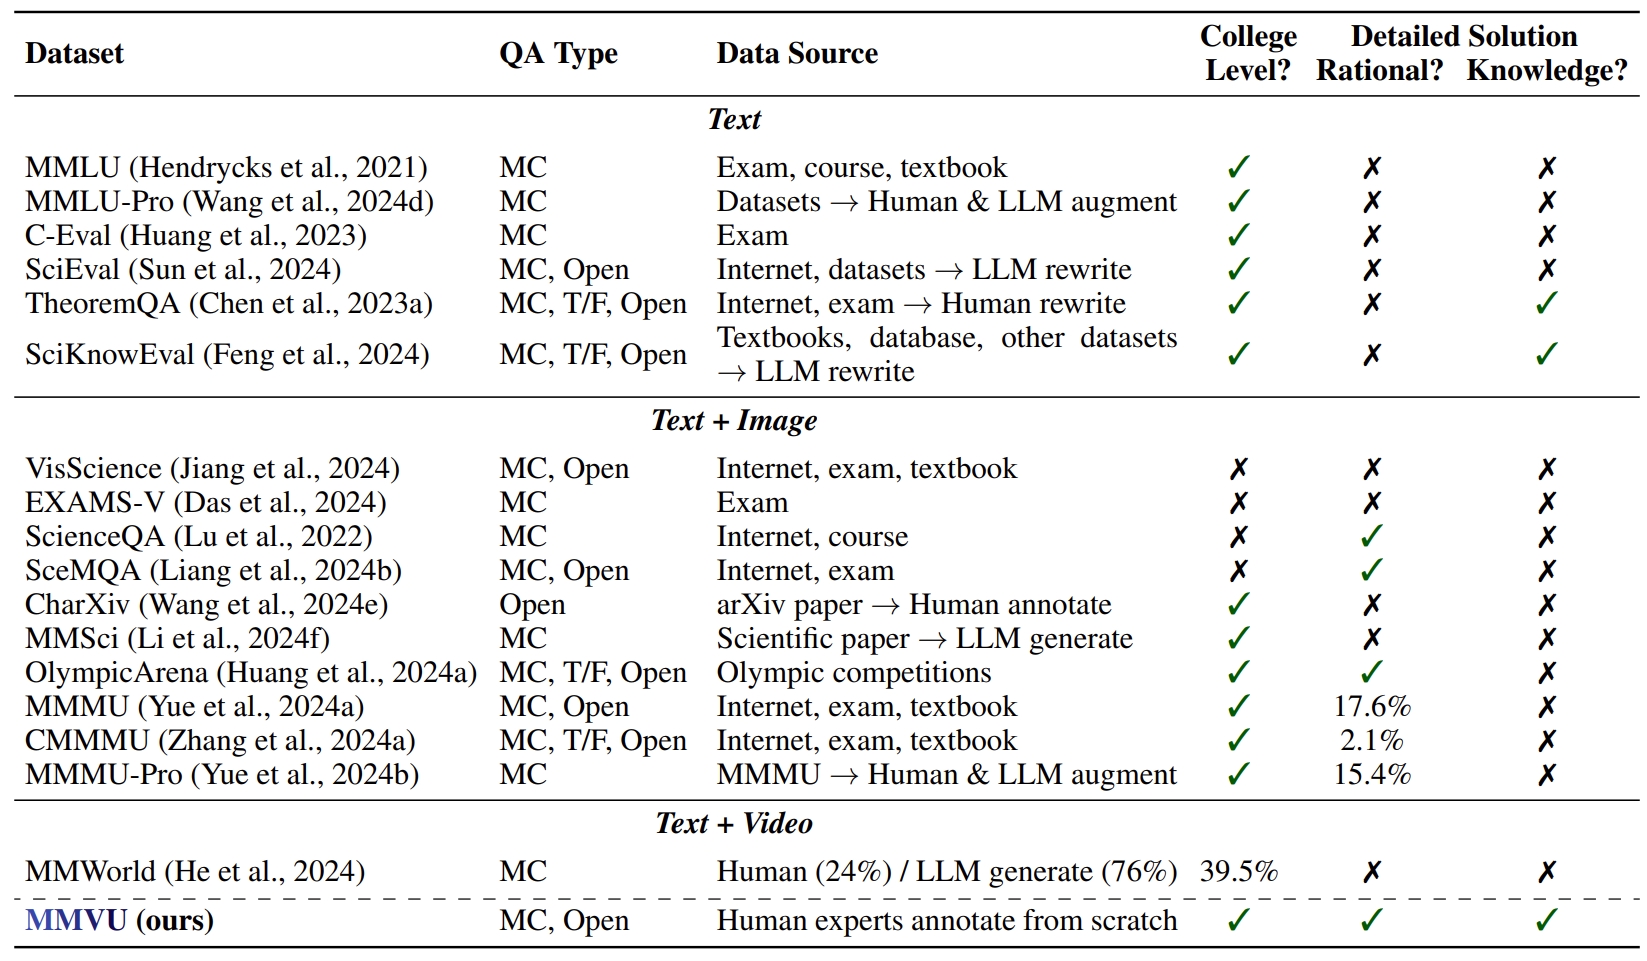 Dataset QA Type Data Source College Level? Detailed Solution Rational? Knowledge?
Text
MMLU (Hendrycks et al., 2021) MC Exam, course, textbook ✓ ✗ ✗
MMLU-Pro (Wang et al., 2024d) MC Datasets → Human & LLM augment ✓ ✗ ✗
C-Eval (Huang et al., 2023) MC Exam ✓ ✗ ✗
SciEval (Sun et al., 2024) MC, Open Internet, datasets → LLM rewrite ✓ ✗ ✗
TheoremQA (Chen et al., 2023a) MC, T/F, Open Internet, exam → Human rewrite ✓ ✗ ✓
SciKnowEval (Feng et al., 2024) MC, T/F, Open Textbooks, database, other datasets → LLM rewrite ✓ ✗ ✓
Text + Image
VisScience (Jiang et al., 2024) MC, Open Internet, exam, textbook ✗ ✗ ✗
EXAMS-V (Das et al., 2024) MC Exam ✗ ✗ ✗
ScienceQA (Lu et al., 2022) MC Internet, course ✗ ✓ ✗
SceMQA (Liang et al., 2024b) MC, Open Internet, exam ✗ ✓ ✗
CharXiv (Wang et al., 2024e) Open arXiv paper → Human annotate ✓ ✗ ✗
MMSci (Li et al., 2024f) MC Scientific paper → LLM generate ✓ ✗ ✗
OlympicArena (Huang et al., 2024a) MC, T/F, Open Olympic competitions ✓ ✓ ✗
MMMU (Yue et al., 2024a) MC, Open Internet, exam, textbook ✓ 17.6% ✗
CMMMU (Zhang et al., 2024a) MC, T/F, Open Internet, exam, textbook ✓ 2.1% ✗
MMMU-Pro (Yue et al., 2024b) MC MMMU → Human & LLM augment ✓ 15.4% ✗
Text + Video
MMWorld (He et al., 2024) MC Human (24%) / LLM generate (76%) 39.5% ✗ ✗
MMVU (ours) MC, Open Human experts annotate from scratch ✓ ✓ ✓